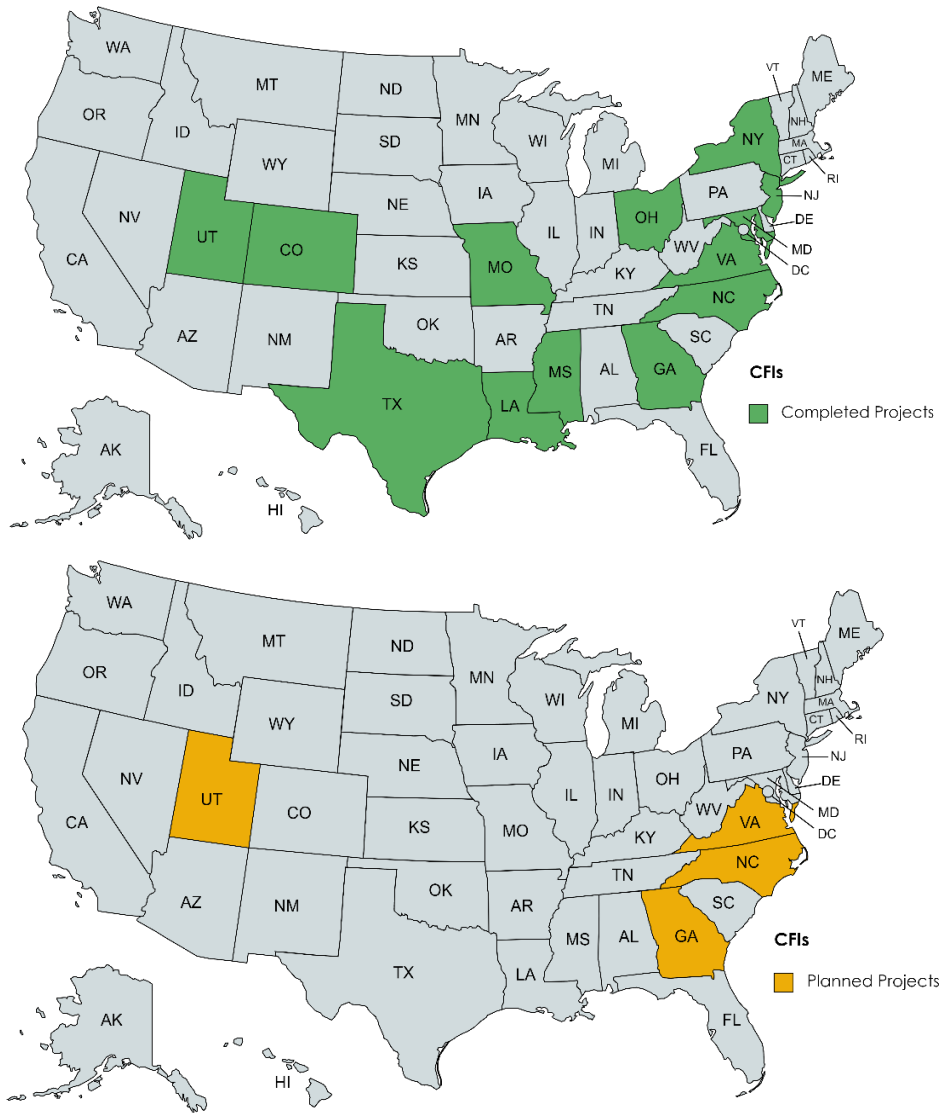 WA
MT
ND
MN
VT
ME
OR
ID
SD
WI
NH
NY
MA
WY
MI
CT
RI
IA
PA
NJ
NE
NV
OH
DE
IL
IN
UT
CO
WV
MD
CA
KS
MO
VA
DC
KY
NC
TN
OK
AZ
NM
AR
SC
CFIs
MS
AL
GA
TX
LA
Completed Projects
AK
FL
HI
WA
MT
ND
MN
VT
ME
OR
ID
SD
WI
NH
NY
MA
WY
MI
CT
RI
IA
PA
NJ
NE
NV
OH
DE
IL
IN
UT
CO
WV
MD
CA
KS
MO
VA
DC
KY
NC
TN
OK
AZ
NM
AR
SC
CFIs
MS
AL
GA
TX
LA
Planned Projects
AK
FL
HI